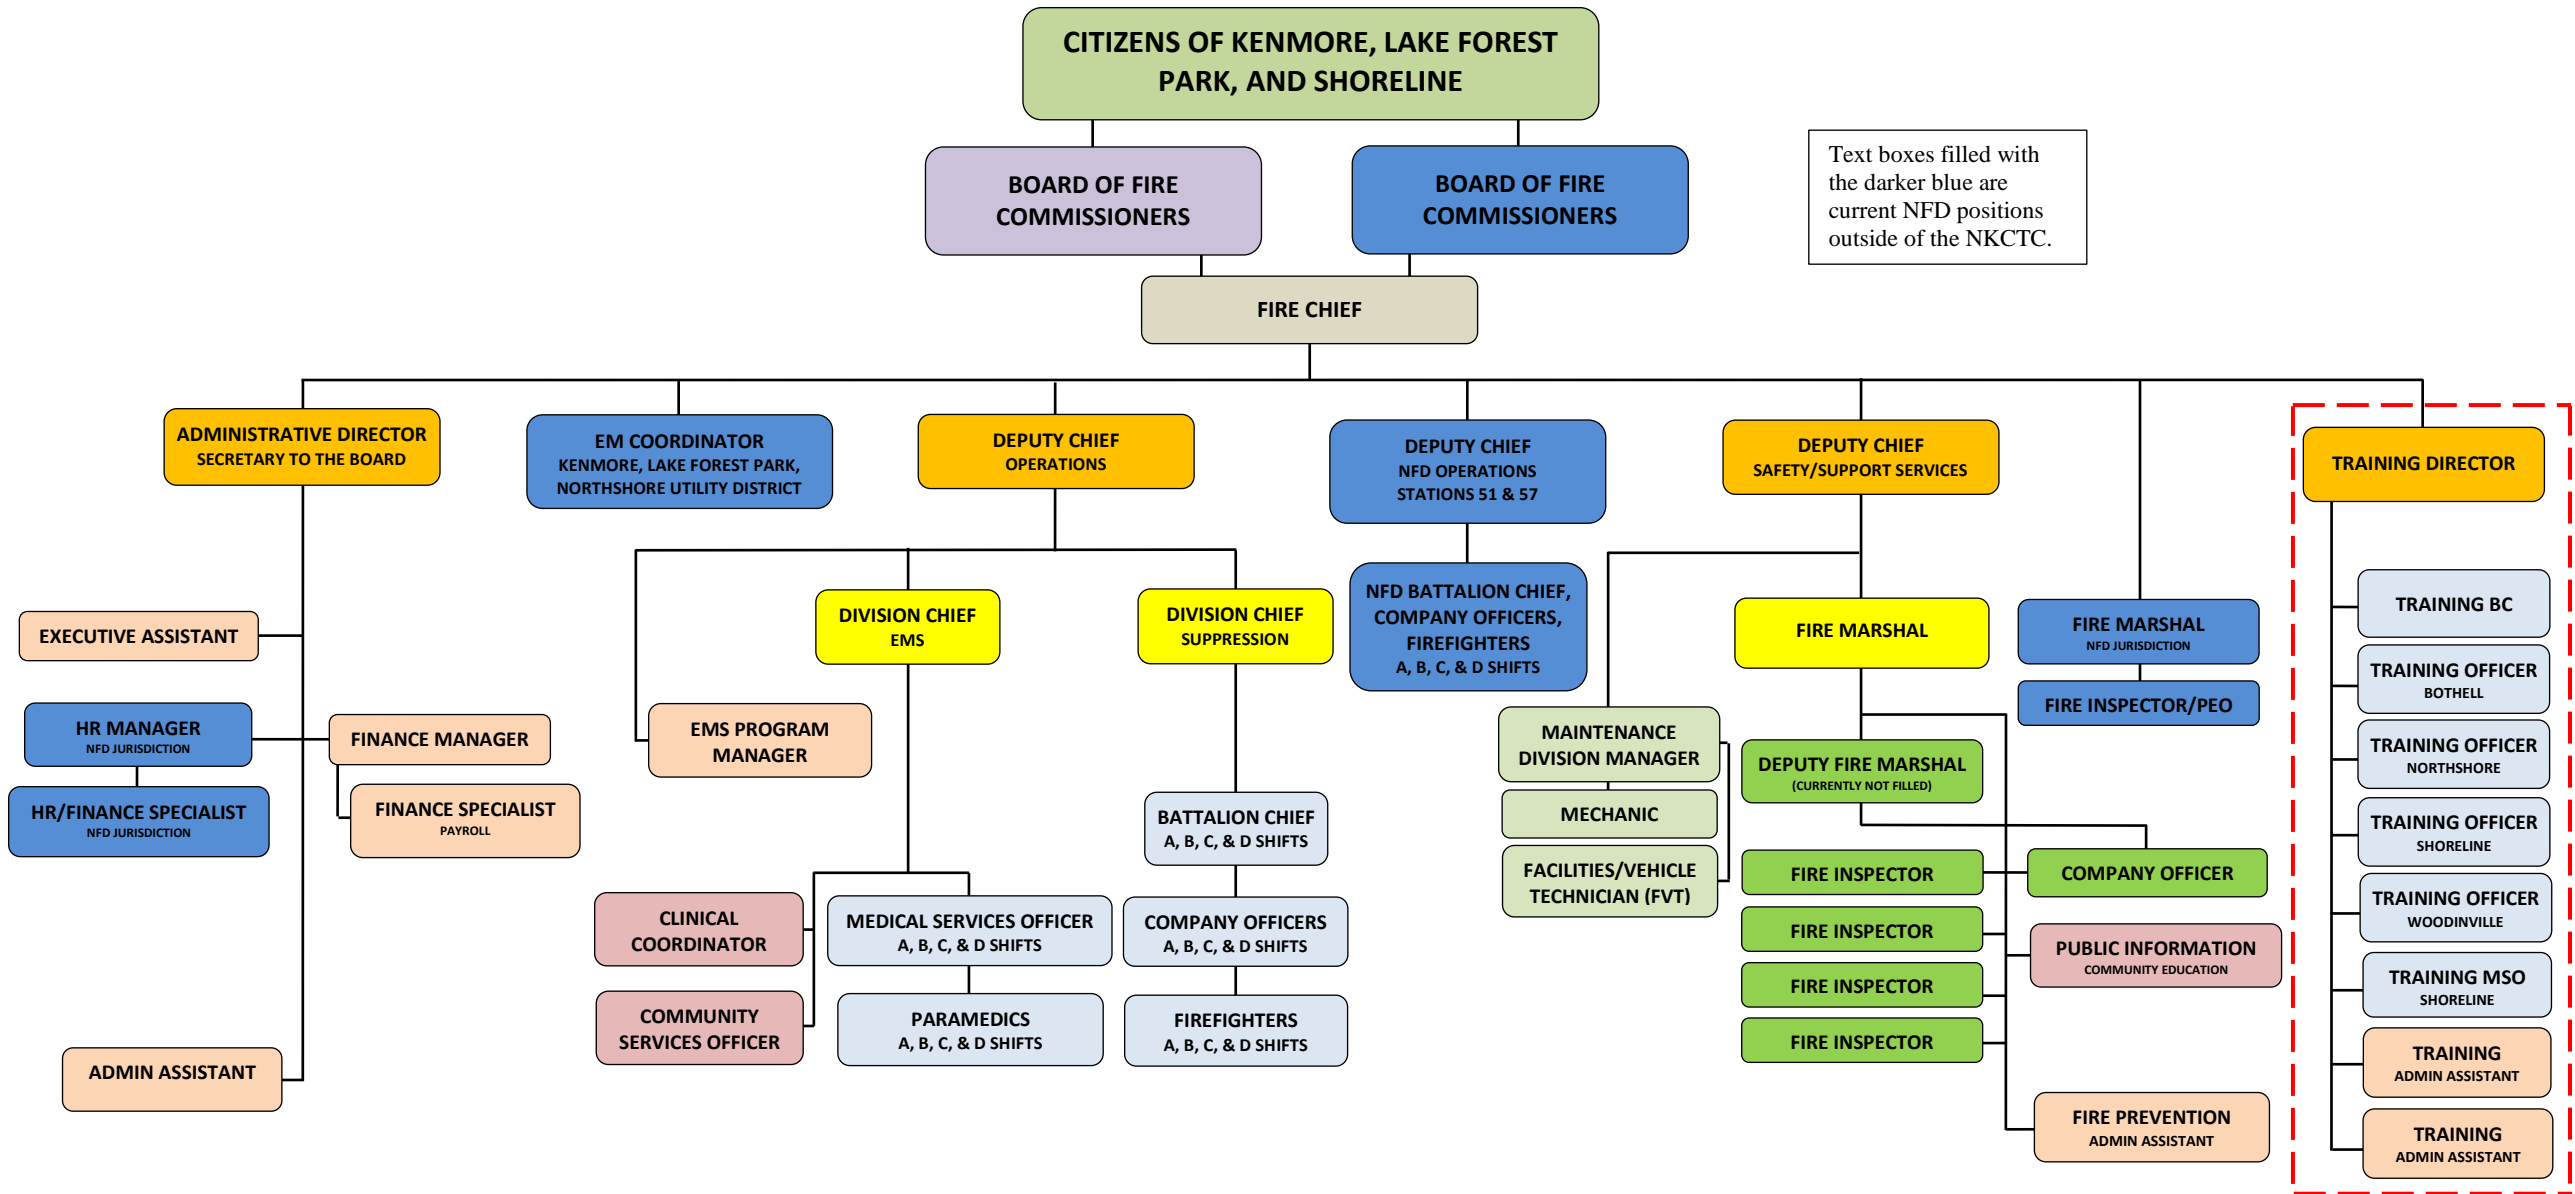 CITIZENS OF KENMORE, LAKE FOREST
PARK, AND SHORELINE
BOARD OF FIRE
COMMISSIONERS
BOARD OF FIRE
COMMISSIONERS
Text boxes filled with
the darker blue are
current NFD positions
outside of the NKCTC.
FIRE CHIEF
ADMINISTRATIVE DIRECTOR
SECRETARY TO THE BOARD
EXECUTIVE ASSISTANT
HR MANAGER
NFD JURISDICTION
HR/FINANCE SPECIALIST
NFD JURISDICTION
FINANCE MANAGER
FINANCE SPECIALIST
PAYROLL
ADMIN ASSISTANT
EM COORDINATOR
KENMORE, LAKE FOREST PARK,
NORTHSHORE UTILITY DISTRICT
DEPUTY CHIEF
OPERATIONS
EMS PROGRAM
MANAGER
DIVISION CHIEF
EMS
CLINICAL
COORDINATOR
COMMUNITY
SERVICES OFFICER
MEDICAL SERVICES OFFICER
A, B, C, & D SHIFTS
PARAMEDICS
A, B, C, & D SHIFTS
DIVISION CHIEF
SUPPRESSION
BATTALION CHIEF
A, B, C, & D SHIFTS
COMPANY OFFICERS
A, B, C, & D SHIFTS
FIREFIGHTERS
A, B, C, & D SHIFTS
DEPUTY CHIEF
NFD OPERATIONS
STATIONS 51 & 57
NFD BATTALION CHIEF,
COMPANY OFFICERS,
FIREFIGHTERS
A, B, C, & D SHIFTS
DEPUTY CHIEF
SAFETY/SUPPORT SERVICES
MAINTENANCE
DIVISION MANAGER
MECHANIC
FACILITIES/VEHICLE
TECHNICIAN (FVT)
FIRE MARSHAL
DEPUTY FIRE MARSHAL
(CURRENTLY NOT FILLED)
FIRE INSPECTOR
FIRE INSPECTOR
FIRE INSPECTOR
FIRE INSPECTOR
COMPANY OFFICER
PUBLIC INFORMATION
COMMUNITY EDUCATION
FIRE PREVENTION
ADMIN ASSISTANT
FIRE MARSHAL
NFD JURISDICTION
FIRE INSPECTOR/PEO
TRAINING DIRECTOR
TRAINING BC
TRAINING OFFICER
BOTHELL
TRAINING OFFICER
NORTHSHORE
TRAINING OFFICER
SHORELINE
TRAINING OFFICER
WOODINVILLE
TRAINING MSO
SHORELINE
TRAINING
ADMIN ASSISTANT
TRAINING
ADMIN ASSISTANT